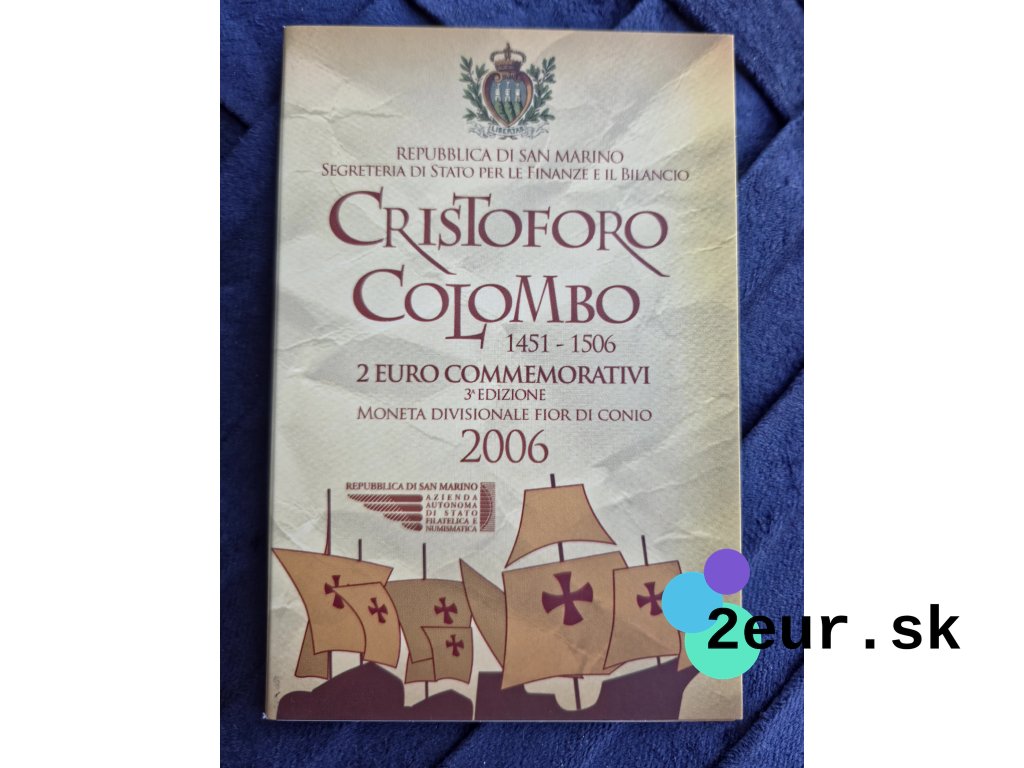 LIBERTAS
REPUBBLICA DI SAN MARINO
SEGRETERIA DI STATO PER LE FINANZE E IL BILANCIO
CRISTOFORO
COLOMBO
1451 - 1506
2 EURO COMMEMORATIVI
3ª EDIZIONE
MONETA DIVISIONALE FIOR DI CONIO
2006
REPUBBLICA DI SAN MARINO
AZIENDA
AUTONOMA
DI STATO
FILATELICA E
NUMISMATICA
2eur.sk